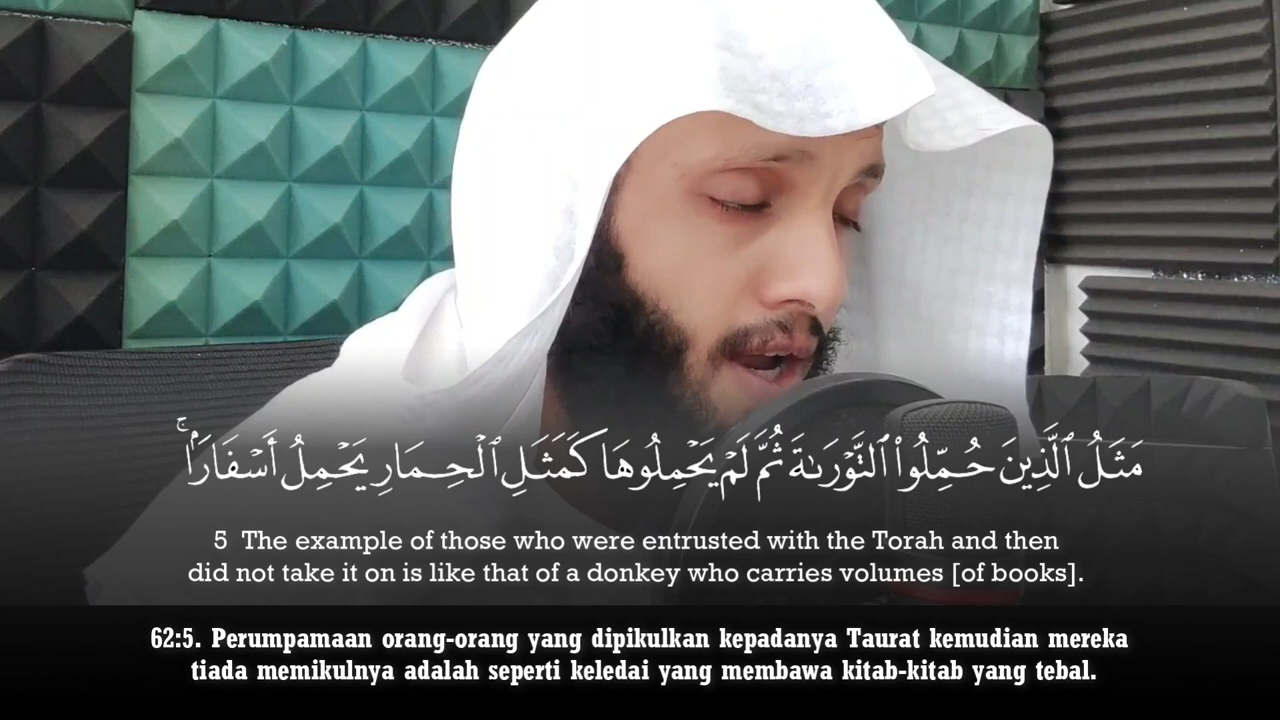 مَثَلُ ٱلَّذِينَ حُمِّلُوا۟ ٱلتَّوْرَىٰةَ ثُمَّ لَمْ يَحْمِلُوهَا كَمَثَلِ ٱلْحِمَارِ يَحْمِلُ أَسْفَارًۢا ۚ
5 The example of those who were entrusted with the Torah and then
did not take it on is like that of a donkey who carries volumes [of books].
62:5. Perumpamaan orang-orang yang dipikulkan kepadanya Taurat kemudian mereka
tiada memikulnya adalah seperti keledai yang membawa kitab-kitab yang tebal.